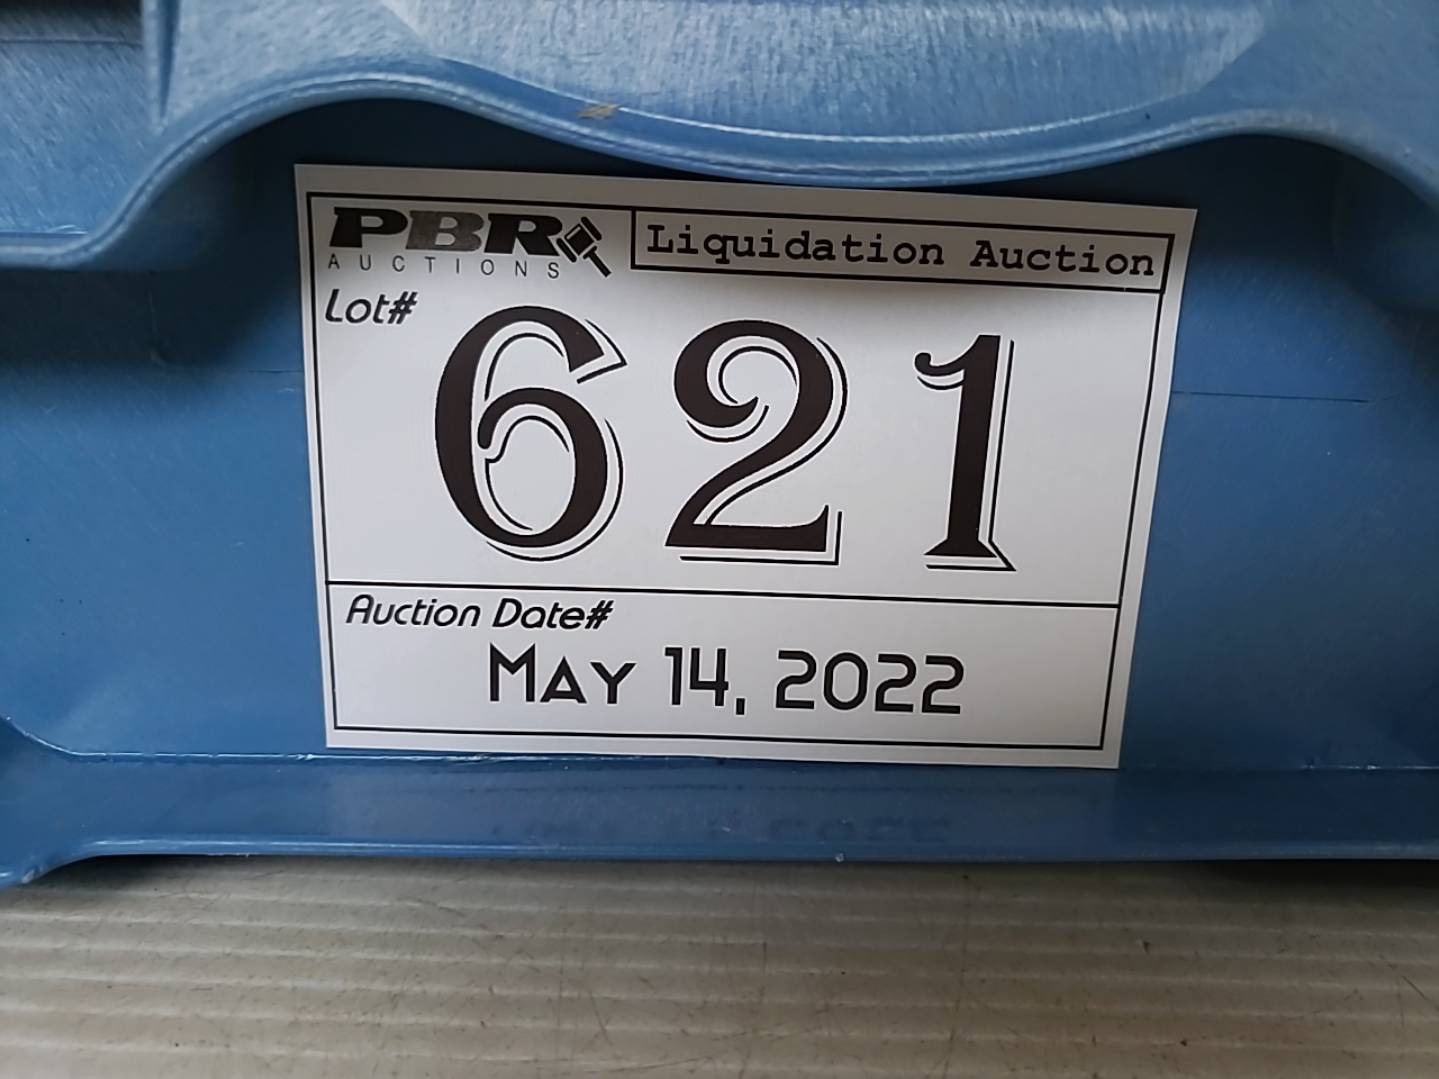 PBR
AUCTIONS
Liquidation Auction
Lot#
621
Auction Date#
May 14, 2022